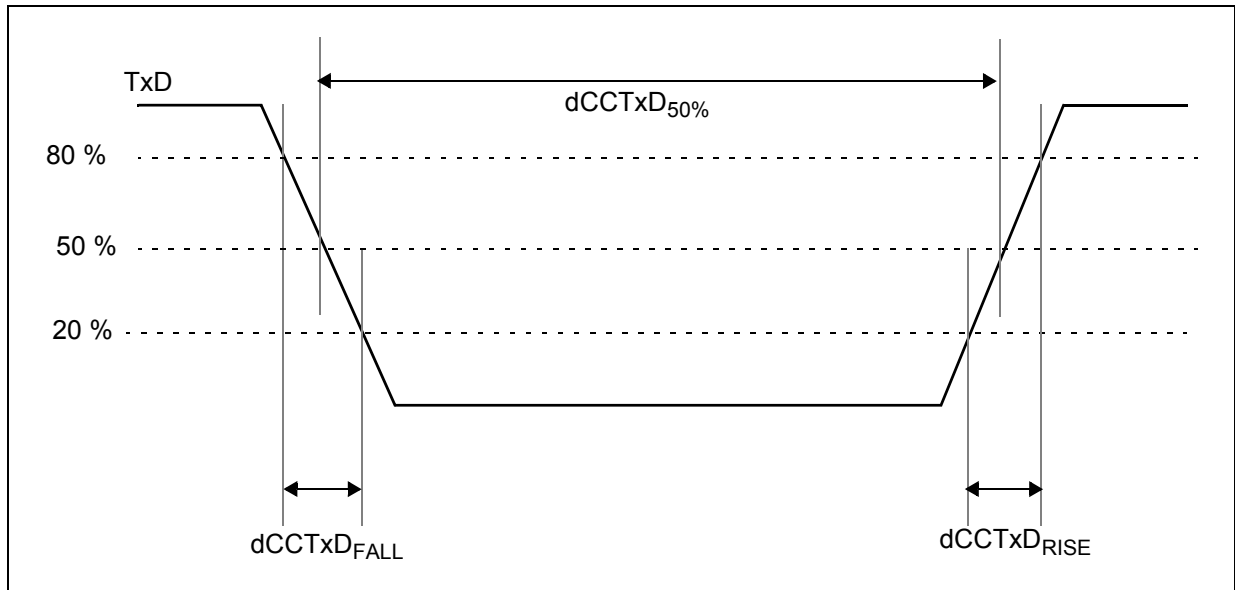 TxD
dCCTxD50%
80 %
50 %
20 %
dCCTxDFALL
dCCTxDRISE